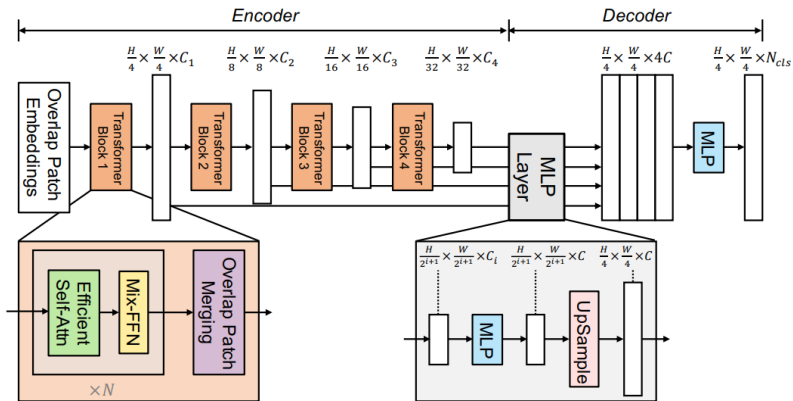 Encoder
Decoder
H/4 × W/4 ×C₁
H/8 × W/8 ×C₂
H/16 × W/16 ×C₃
H/32 × W/32 ×C₄
H/4 × W/4 ×4C
H/4 × W/4 ×N_cls
Overlap Patch
Embeddings
Transformer
Block 1
Transformer
Block 2
Transformer
Block 3
Transformer
Block 4
MLP
Layer
MLP
Efficient
Self-Attn
Mix-FFN
Overlap Patch
Merging
×N
H/2^{i+1} × W/2^{i+1} ×C_i
H/2^{i+1} × W/2^{i+1} ×C
H/4 × W/4 ×C
MLP
UpSample